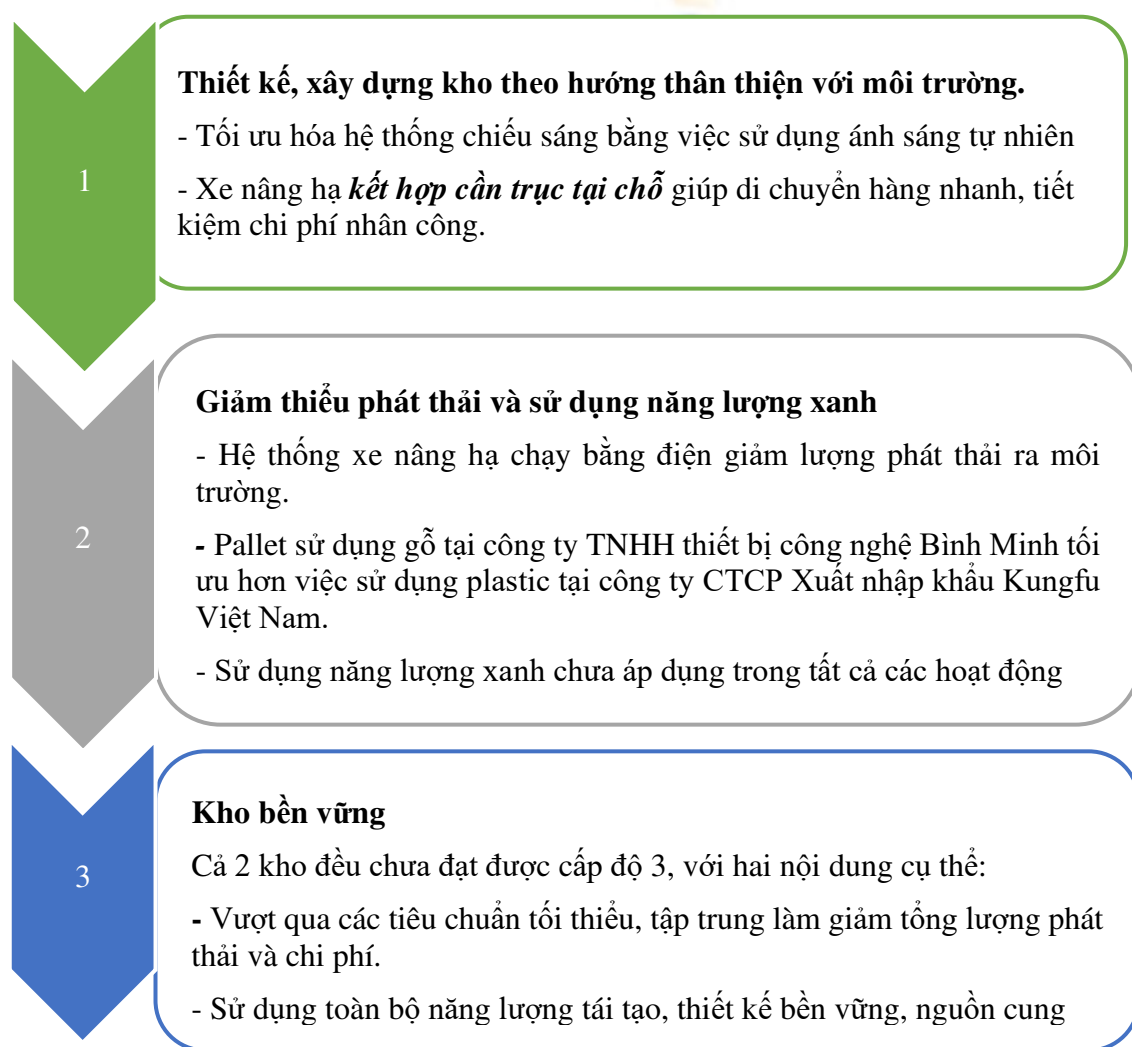 1
Thiết kế, xây dựng kho theo hướng thân thiện với môi trường.
- Tối ưu hóa hệ thống chiếu sáng bằng việc sử dụng ánh sáng tự nhiên
- Xe nâng hạ kết hợp cần trục tại chỗ giúp di chuyển hàng nhanh, tiết
kiệm chi phí nhân công.
2
Giảm thiểu phát thải và sử dụng năng lượng xanh
- Hệ thống xe nâng hạ chạy bằng điện giảm lượng phát thải ra môi
trường.
- Pallet sử dụng gỗ tại công ty TNHH thiết bị công nghệ Bình Minh tối
ưu hơn việc sử dụng plastic tại công ty CTCP Xuất nhập khẩu Kungfu
Việt Nam.
- Sử dụng năng lượng xanh chưa áp dụng trong tất cả các hoạt động
3
Kho bền vững
Cả 2 kho đều chưa đạt được cấp độ 3, với hai nội dung cụ thể:
- Vượt qua các tiêu chuẩn tối thiểu, tập trung làm giảm tổng lượng phát
thải và chi phí.
- Sử dụng toàn bộ năng lượng tái tạo, thiết kế bền vững, nguồn cung